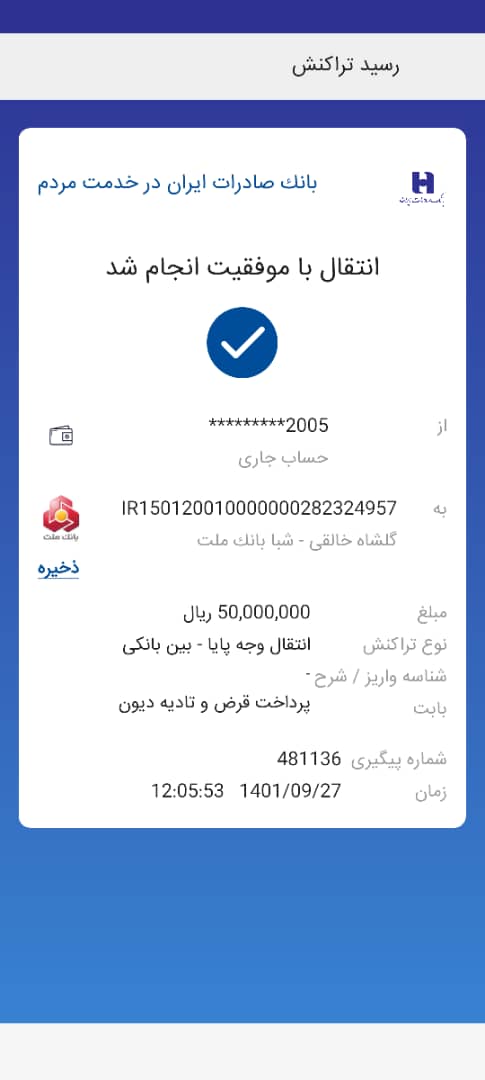 رسید تراکنش
بانک صادرات ایران در خدمت مردم
بانک صادرات ایران
انتقال با موفقیت انجام شد
از *********2005
حساب جاری
به IR150120010000000282324957
گلشاه خالقی - شبا بانک ملت
بانک ملت
ذخیره
مبلغ 50,000,000 ریال
نوع تراکنش انتقال وجه پایا - بین بانکی
شناسه واریز / شرح -
بابت پرداخت قرض و تادیه دیون
شماره پیگیری 481136
زمان 1401/09/27 12:05:53